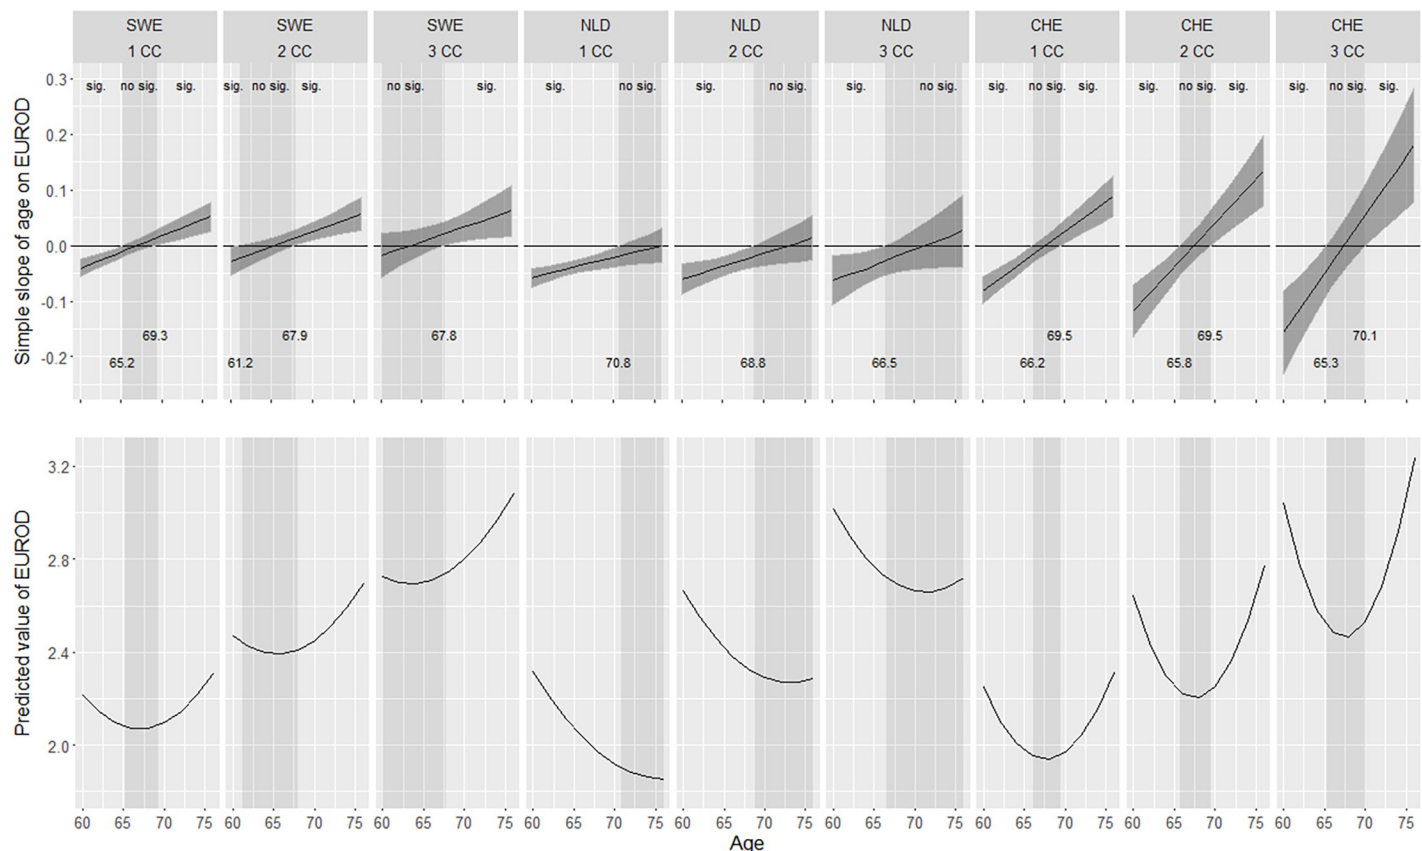 SWE SWE SWE NLD NLD NLD CHE CHE CHE
1 CC 2 CC 3 CC 1 CC 2 CC 3 CC 1 CC 2 CC 3 CC
Simple slope of age on EUROD
0.3
sig. no sig. sig. sig. no sig. sig. no sig. sig. sig. no sig. sig. no sig. sig. no sig. sig. no sig. sig. sig. no sig. sig. sig. no sig. sig.
0.2
0.1
0.0
-0.1
69.3 67.9 67.8 69.5 69.5 70.1
-0.2
65.2 61.2 70.8 68.8 66.5 66.2 65.8 65.3
Predicted value of EUROD
3.2
2.8
2.4
2.0
60 65 70 75 60 65 70 75 60 65 70 75 60 65 70 75 60 65 70 75 60 65 70 75 60 65 70 75 60 65 70 75 60 65 70 75
Age